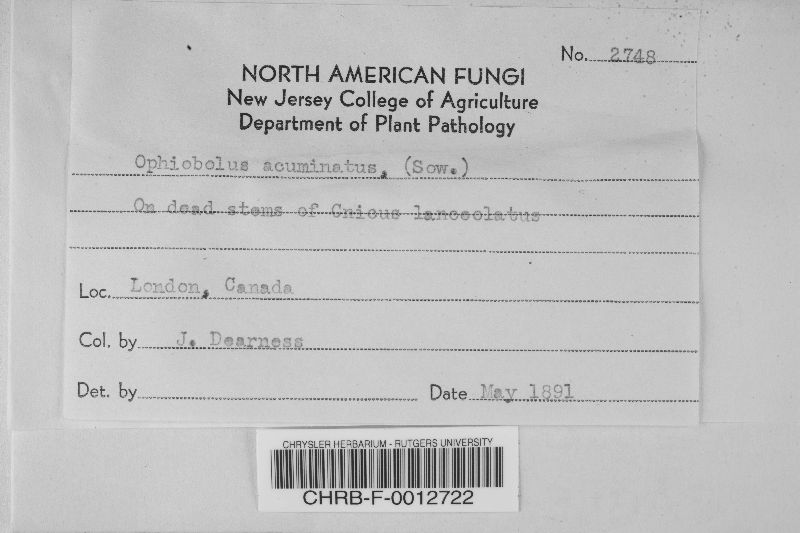 No. 2748
NORTH AMERICAN FUNGI
New Jersey College of Agriculture
Department of Plant Pathology
Ophiobolus acuminatus, (Sow.)
On dead stems of Cnicus lanceolatus
Loc. London, Canada
Col. by J. Dearness
Det. by
Date May 1891
CHRYSLER HERBARIUM - RUTGERS UNIVERSITY
CHRB-F-0012722